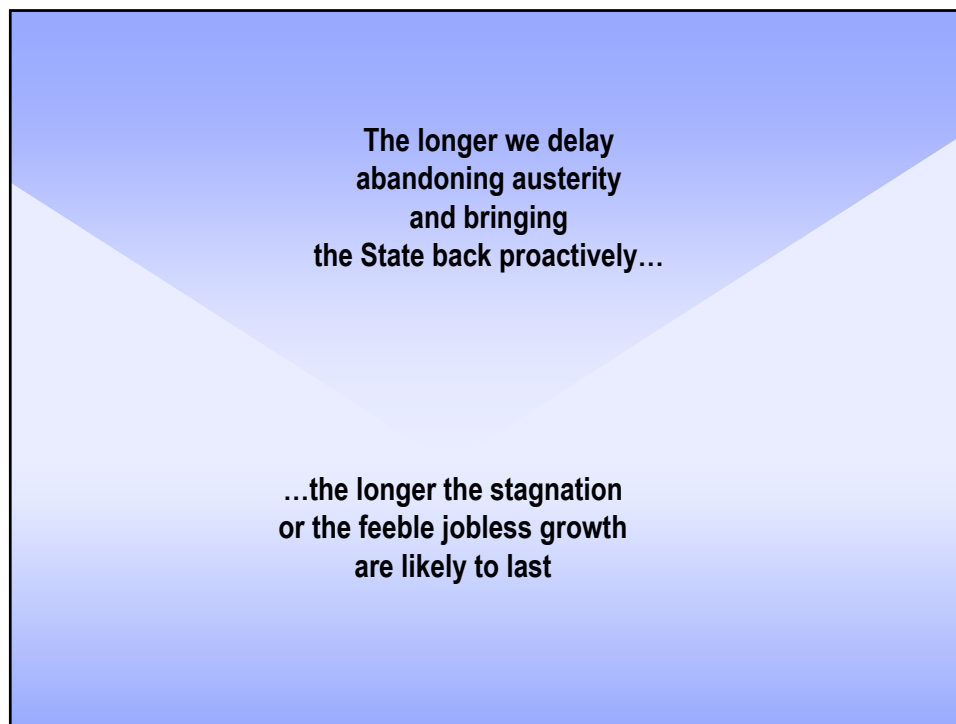 The longer we delay
abandoning austerity
and bringing
the State back proactively…
…the longer the stagnation
or the feeble jobless growth
are likely to last